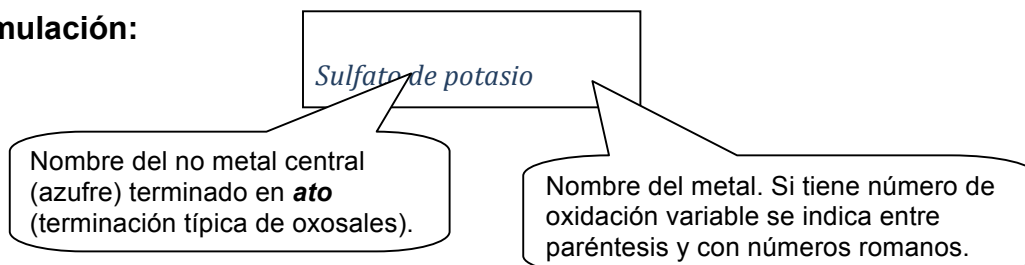 mulación:
Sulfato de potasio
Nombre del no metal central
(azufre) terminado en ato
(terminación típica de oxosales).
Nombre del metal. Si tiene número de
oxidación variable se indica entre
paréntesis y con números romanos.